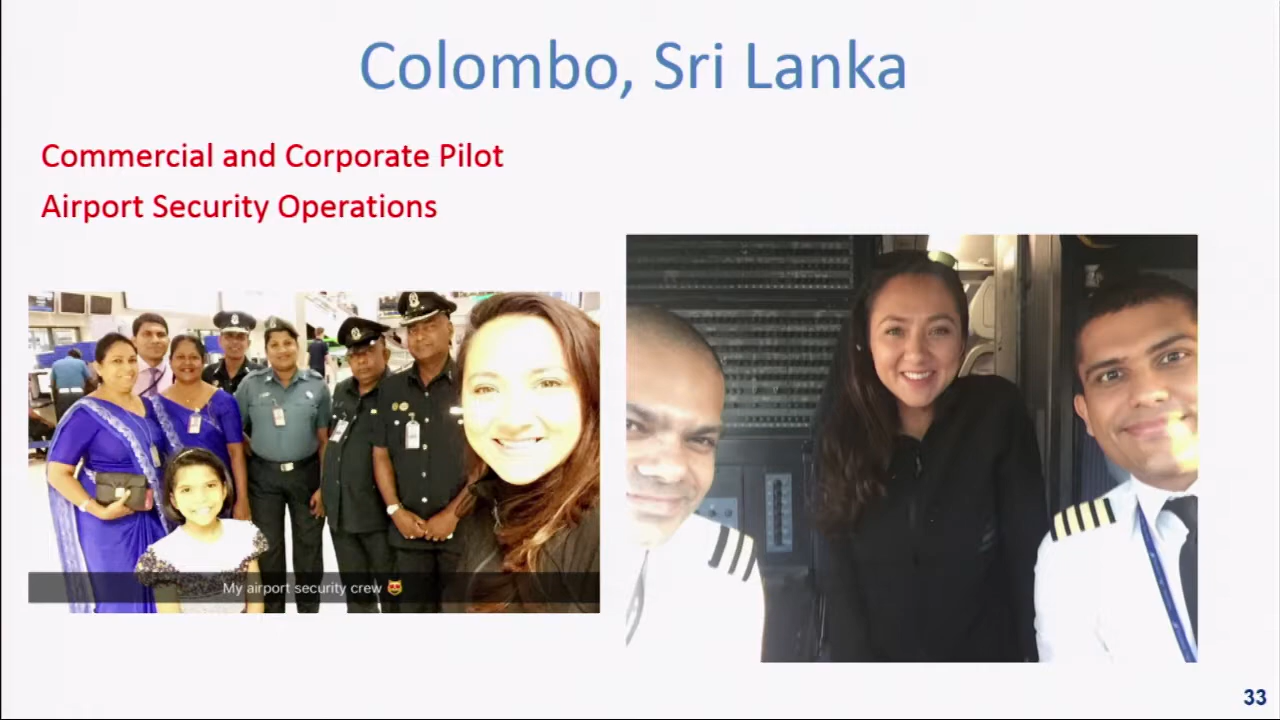 Colombo, Sri Lanka
Commercial and Corporate Pilot
Airport Security Operations
My airport security crew 😻
33